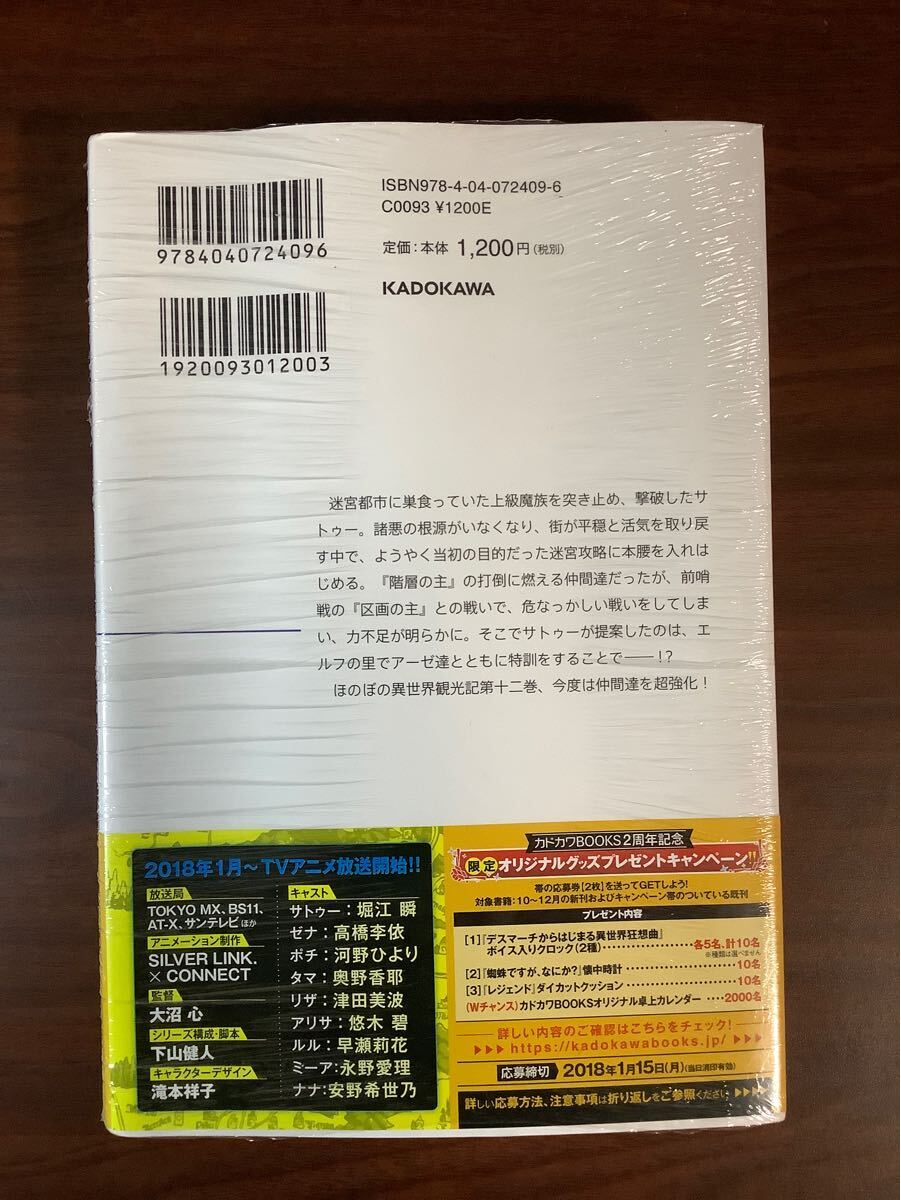 ISBN978-4-04-072409-6
C0093 ¥1200E
9784040724096
定価:本体 1,200円(税別)
KADOKAWA
1920093012003
迷宮都市に巣食っていた上級魔族を突き止め、撃破したサ
トゥー。諸悪の根源がいなくなり、街が平穏と活気を取り戻
す中で、ようやく当初の目的だった迷宮攻略に本腰を入れは
じめる。『階層の主』の打倒に燃える仲間達だったが、前哨
戦の『区画の主』との戦いで、危なっかしい戦いをしてしま
い、力不足が明らかに。そこでサトゥーが提案したのは、エ
ルフの里でアーゼ達とともに特訓をすることで――!?
ほのぼの異世界観光記第十二巻、今度は仲間達を超強化!
2018年1月~TVアニメ放送開始!!
放送局
TOKYO MX、BS11、
AT-X、サンテレビ ほか
アニメーション制作
SILVER LINK.
× CONNECT
監督
大沼 心
シリーズ構成・脚本
下山健人
キャラクターデザイン
滝本祥子
キャスト
サトゥー:堀江 瞬
ゼナ:高橋李依
ポチ:河野ひより
タマ:奥野香耶
リザ:津田美波
アリサ:悠木 碧
ルル:早瀬莉花
ミーア:永野愛理
ナナ:安野希世乃
カドカワBOOKS2周年記念
限定オリジナルグッズプレゼントキャンペーン!!
帯の応募券【2枚】を送ってGETしよう!
対象書籍:10~12月の新刊およびキャンペーン帯のついている既刊
プレゼント内容
[1]『デスマーチからはじまる異世界狂想曲』
ボイス入りクロック(2種)……各5名、計10名
※種類は選べません
[2]『蜘蛛ですが、なにか?』懐中時計……10名
[3]『レジェンド』ダイカットクッション……10名
(Wチャンス)カドカワBOOKSオリジナル卓上カレンダー……2000名
詳しい内容のご確認はこちらをチェック!
▶▶▶https://kadokawabooks.jp/▶▶▶
応募締切 2018年1月15日(月)(当日消印有効)
詳しい応募方法、注意事項は折り返しをご参照ください ▶▶▶